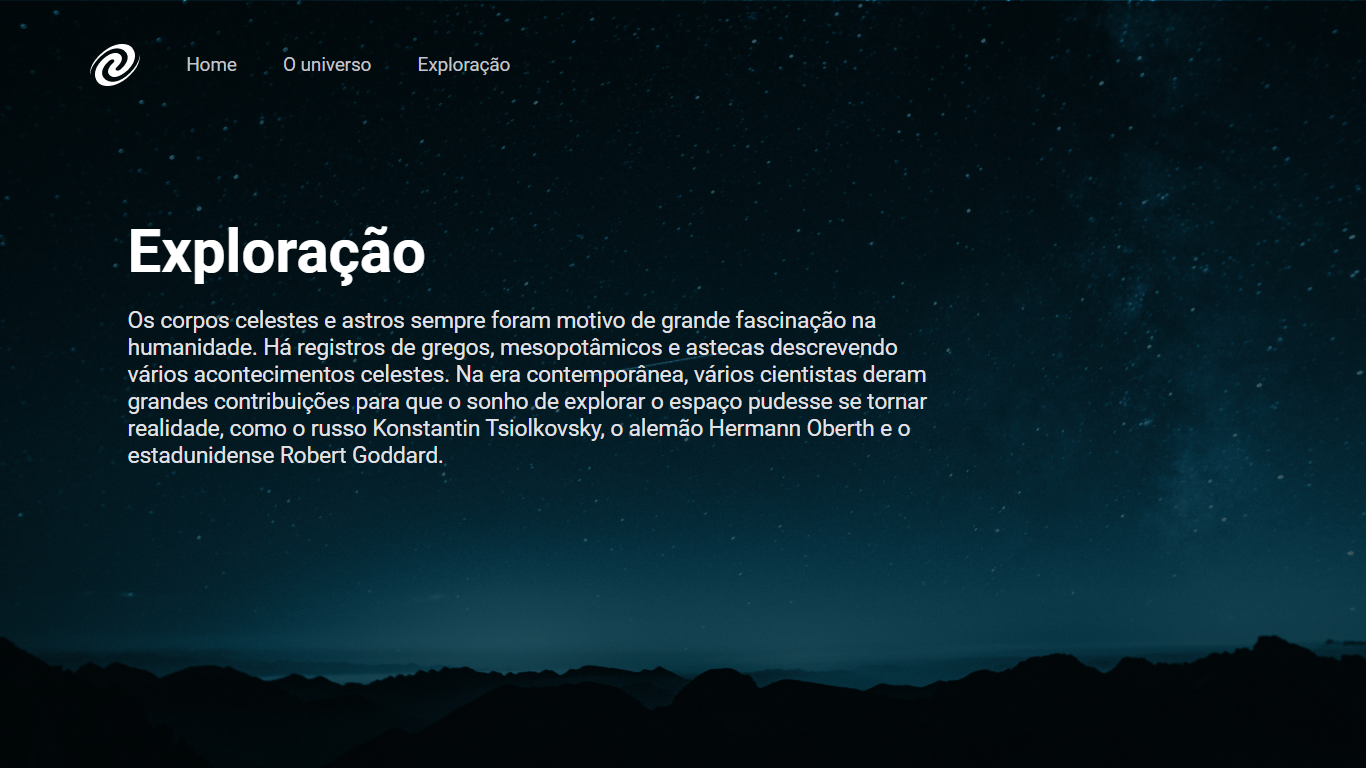 Home
O universo
Exploração
Exploração
Os corpos celestes e astros sempre foram motivo de grande fascinação na
humanidade. Há registros de gregos, mesopotâmicos e astecas descrevendo
vários acontecimentos celestes. Na era contemporânea, vários cientistas deram
grandes contribuições para que o sonho de explorar o espaço pudesse se tornar
realidade, como o russo Konstantin Tsiolkovsky, o alemão Hermann Oberth e o
estadunidense Robert Goddard.